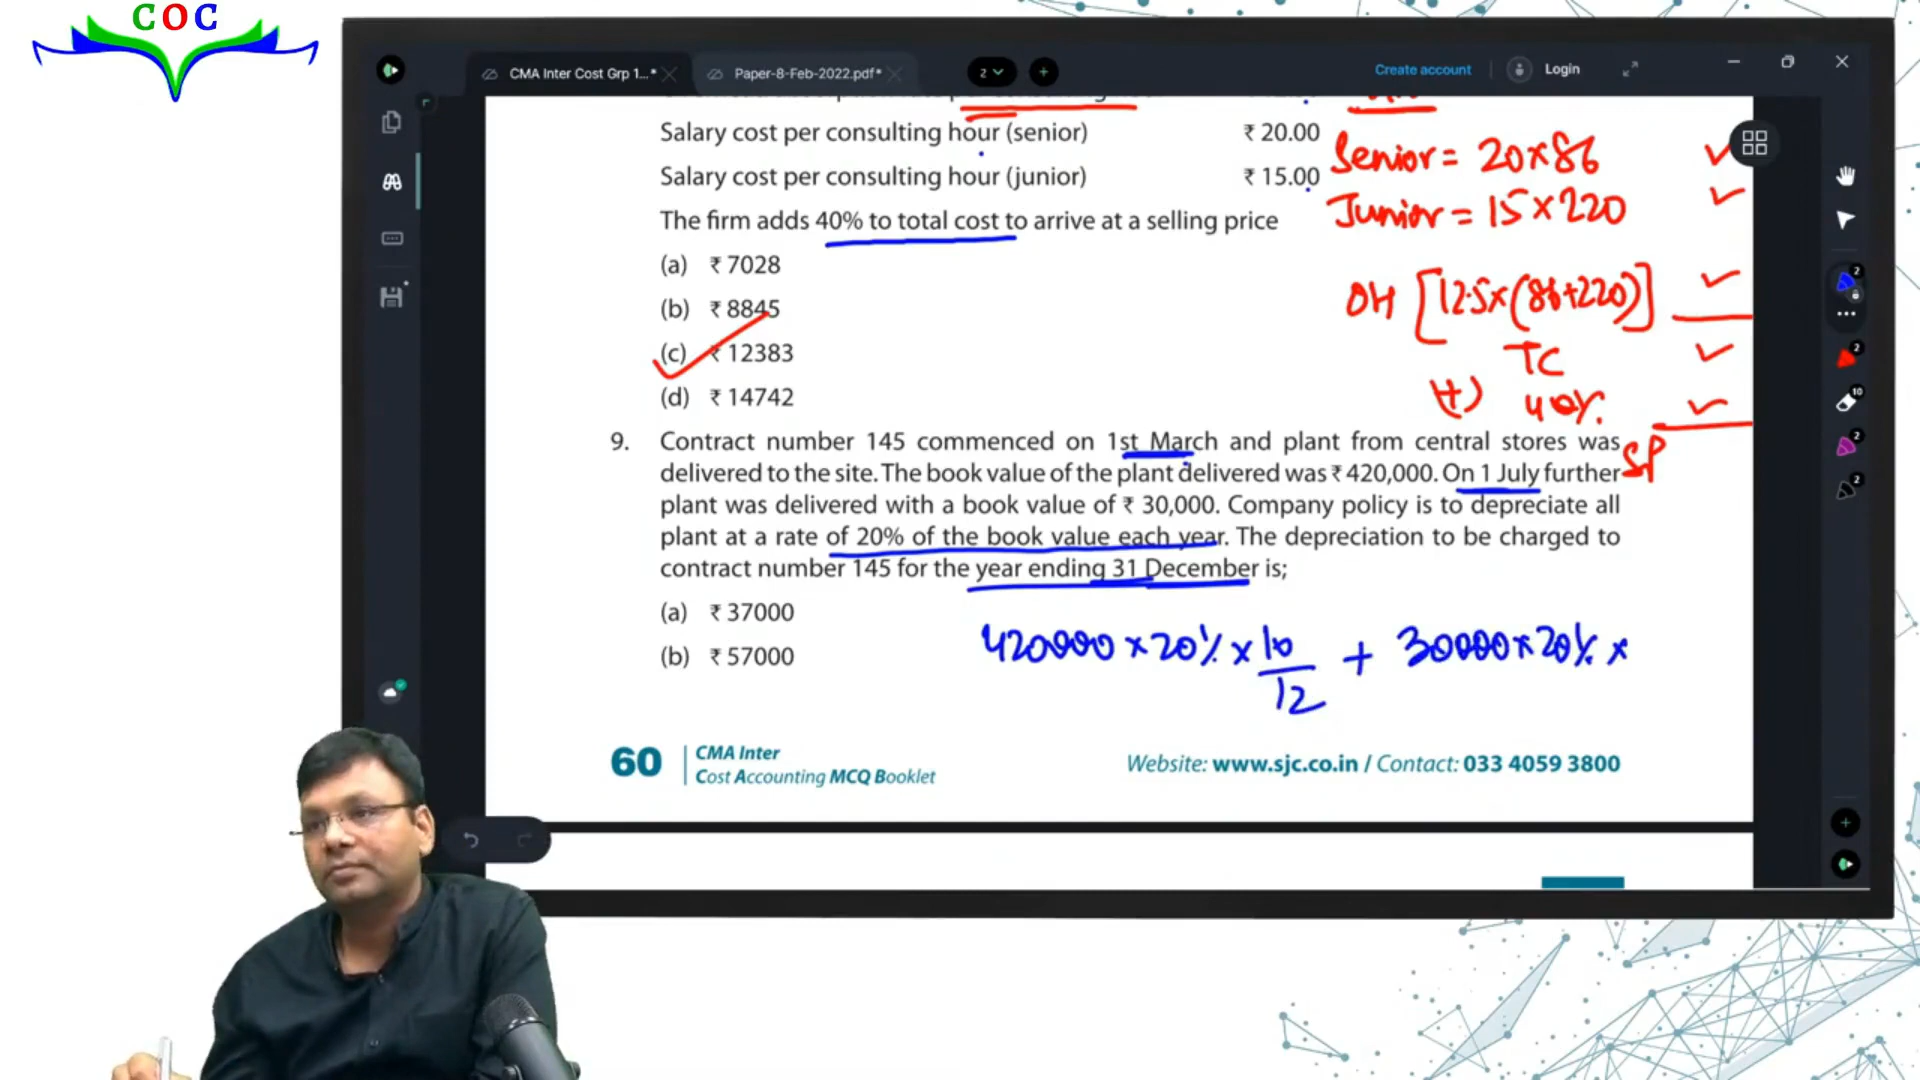 COC
CMA Inter Cost Grp 1...*
Paper-8-Feb-2022.pdf*
2
Create account
Login
Salary cost per consulting hour (senior) ₹ 20.00
Salary cost per consulting hour (junior) ₹ 15.00
The firm adds 40% to total cost to arrive at a selling price
(a) ₹ 7028
(b) ₹ 8845
(c) ₹ 12383
(d) ₹ 14742
Senior = 20×86
Junior = 15×220
OH [12.5×(86+220)]
TC
(+) 40%
SP
9. Contract number 145 commenced on 1st March and plant from central stores was
delivered to the site. The book value of the plant delivered was ₹ 420,000. On 1 July further
plant was delivered with a book value of ₹ 30,000. Company policy is to depreciate all
plant at a rate of 20% of the book value each year. The depreciation to be charged to
contract number 145 for the year ending 31 December is;
(a) ₹ 37000
(b) ₹ 57000
420000 × 20% × 10/12 + 30000 × 20% ×
60
CMA Inter
Cost Accounting MCQ Booklet
Website: www.sjc.co.in / Contact: 033 4059 3800
2
2
10
2
2